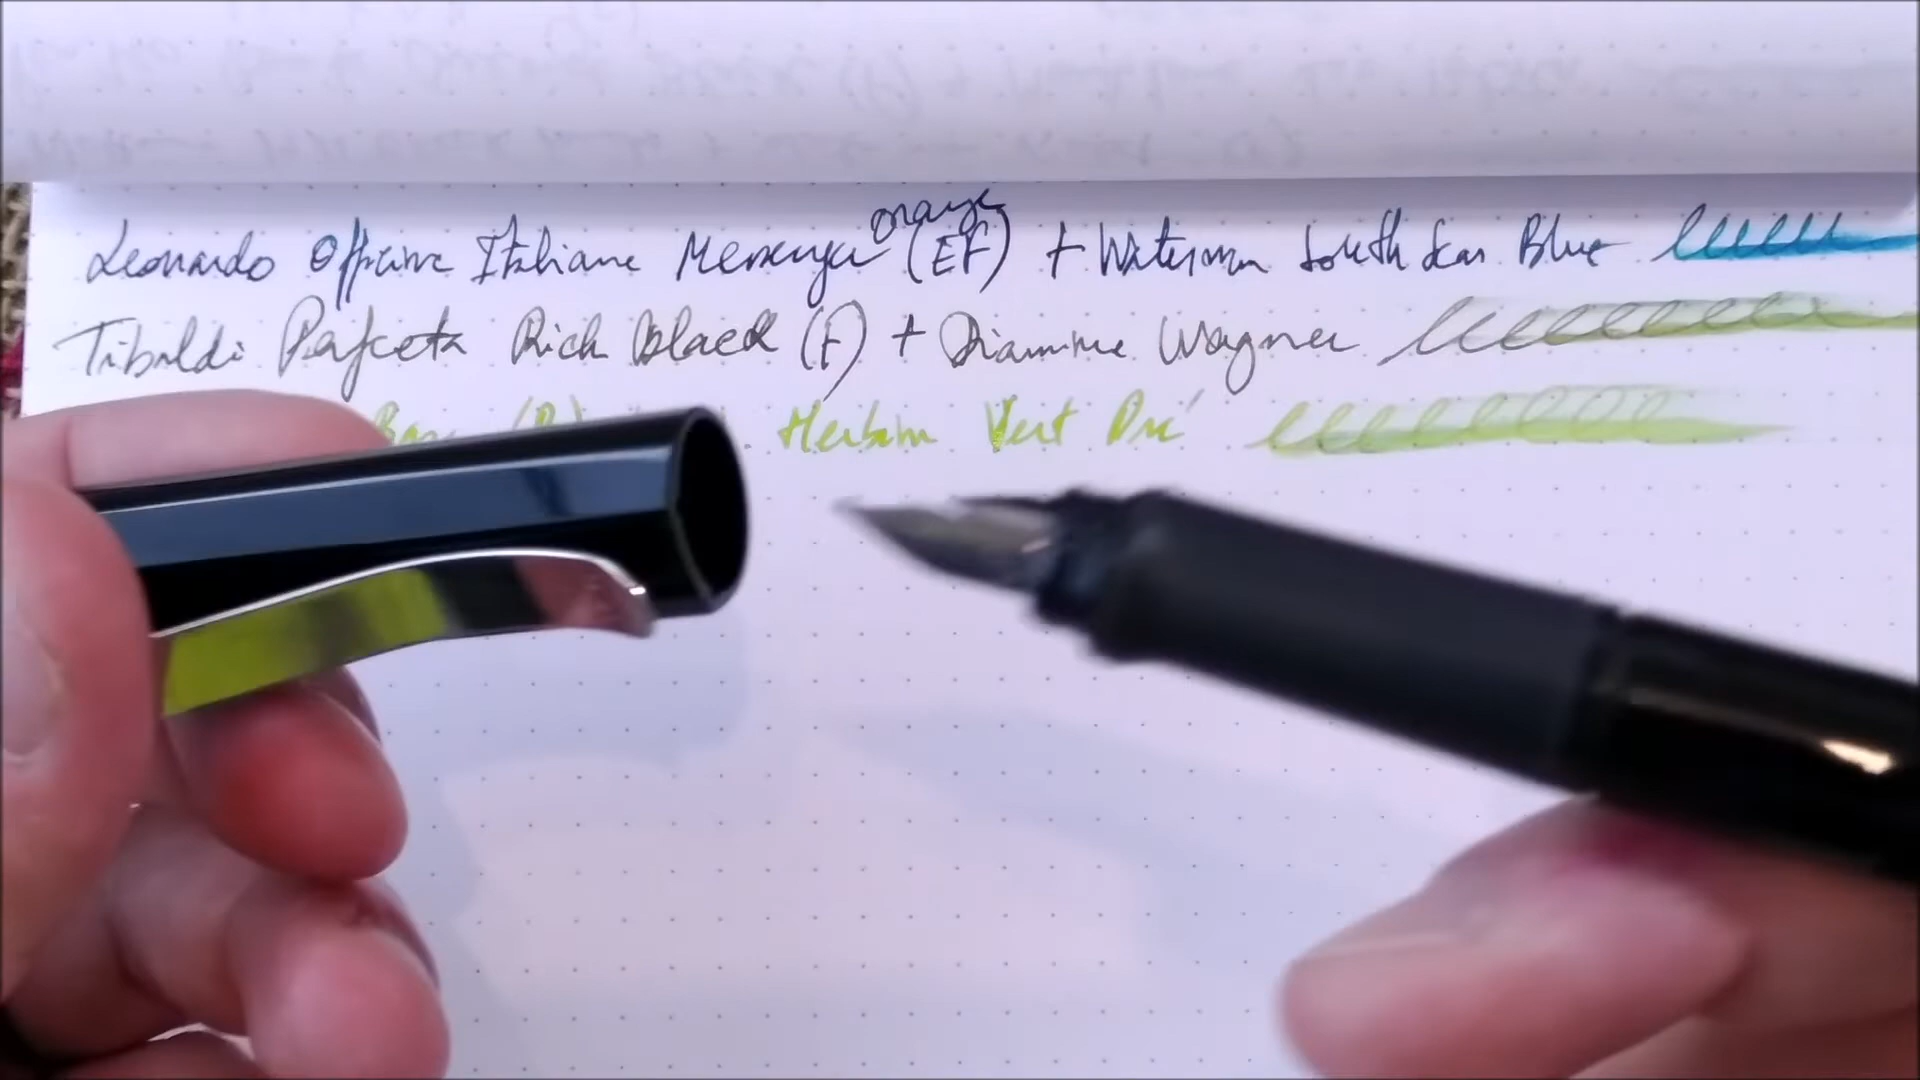 orange
Leonardo Officina Italiana Messenger (EF) + Waterman South Seas Blue
Tibaldi Perfecta Rich Black (F) + Diamine Wagner
(B) Herbin Vert Pré